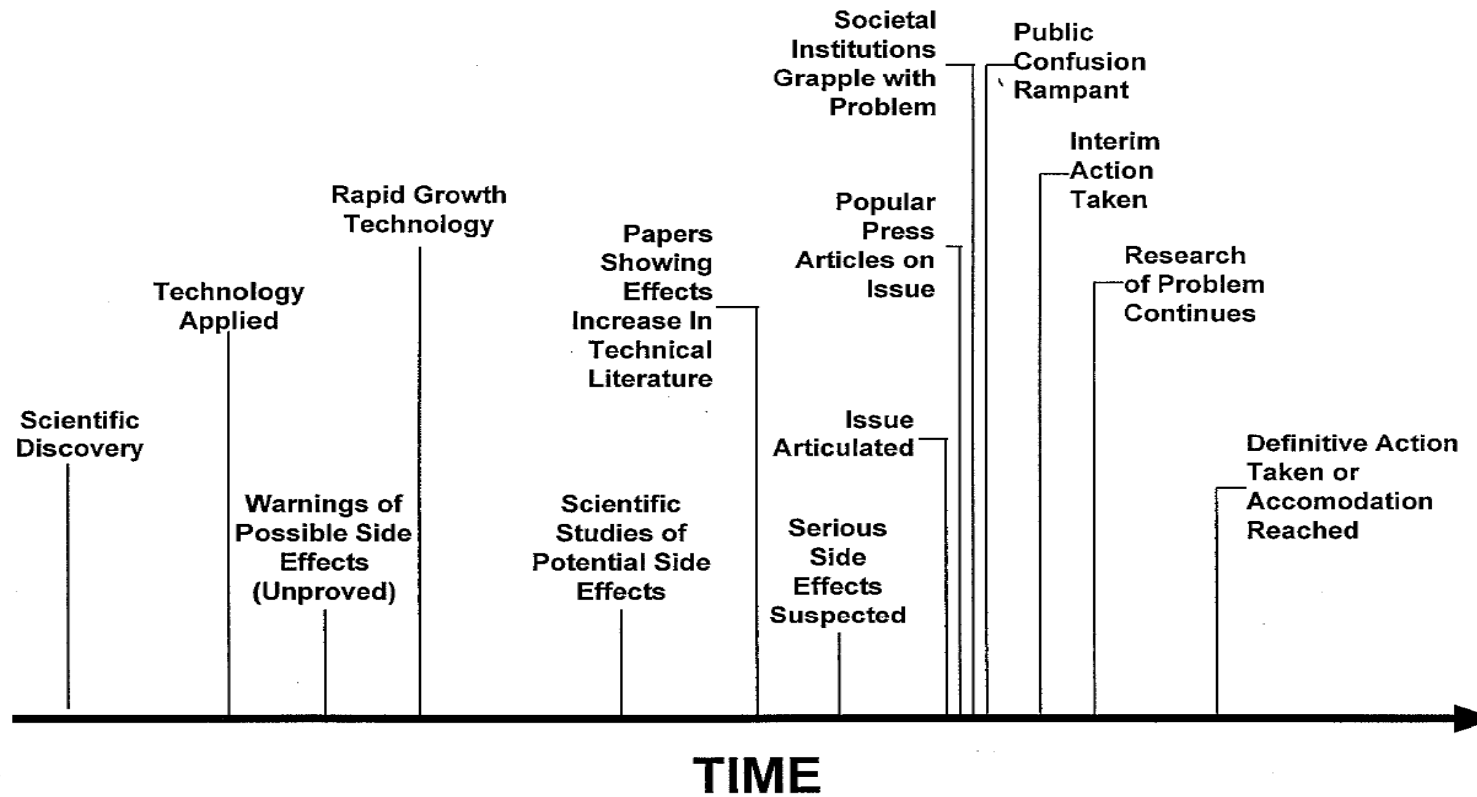 Scientific
Discovery
Technology
Applied
Warnings of
Possible Side
Effects
(Unproved)
Rapid Growth
Technology
Scientific
Studies of
Potential Side
Effects
Papers
Showing
Effects
Increase In
Technical
Literature
Serious
Side
Effects
Suspected
Issue
Articulated
Popular
Press
Articles on
Issue
Societal
Institutions
Grapple with
Problem
Public
Confusion
Rampant
Interim
Action
Taken
Research
of Problem
Continues
Definitive Action
Taken or
Accomodation
Reached
TIME